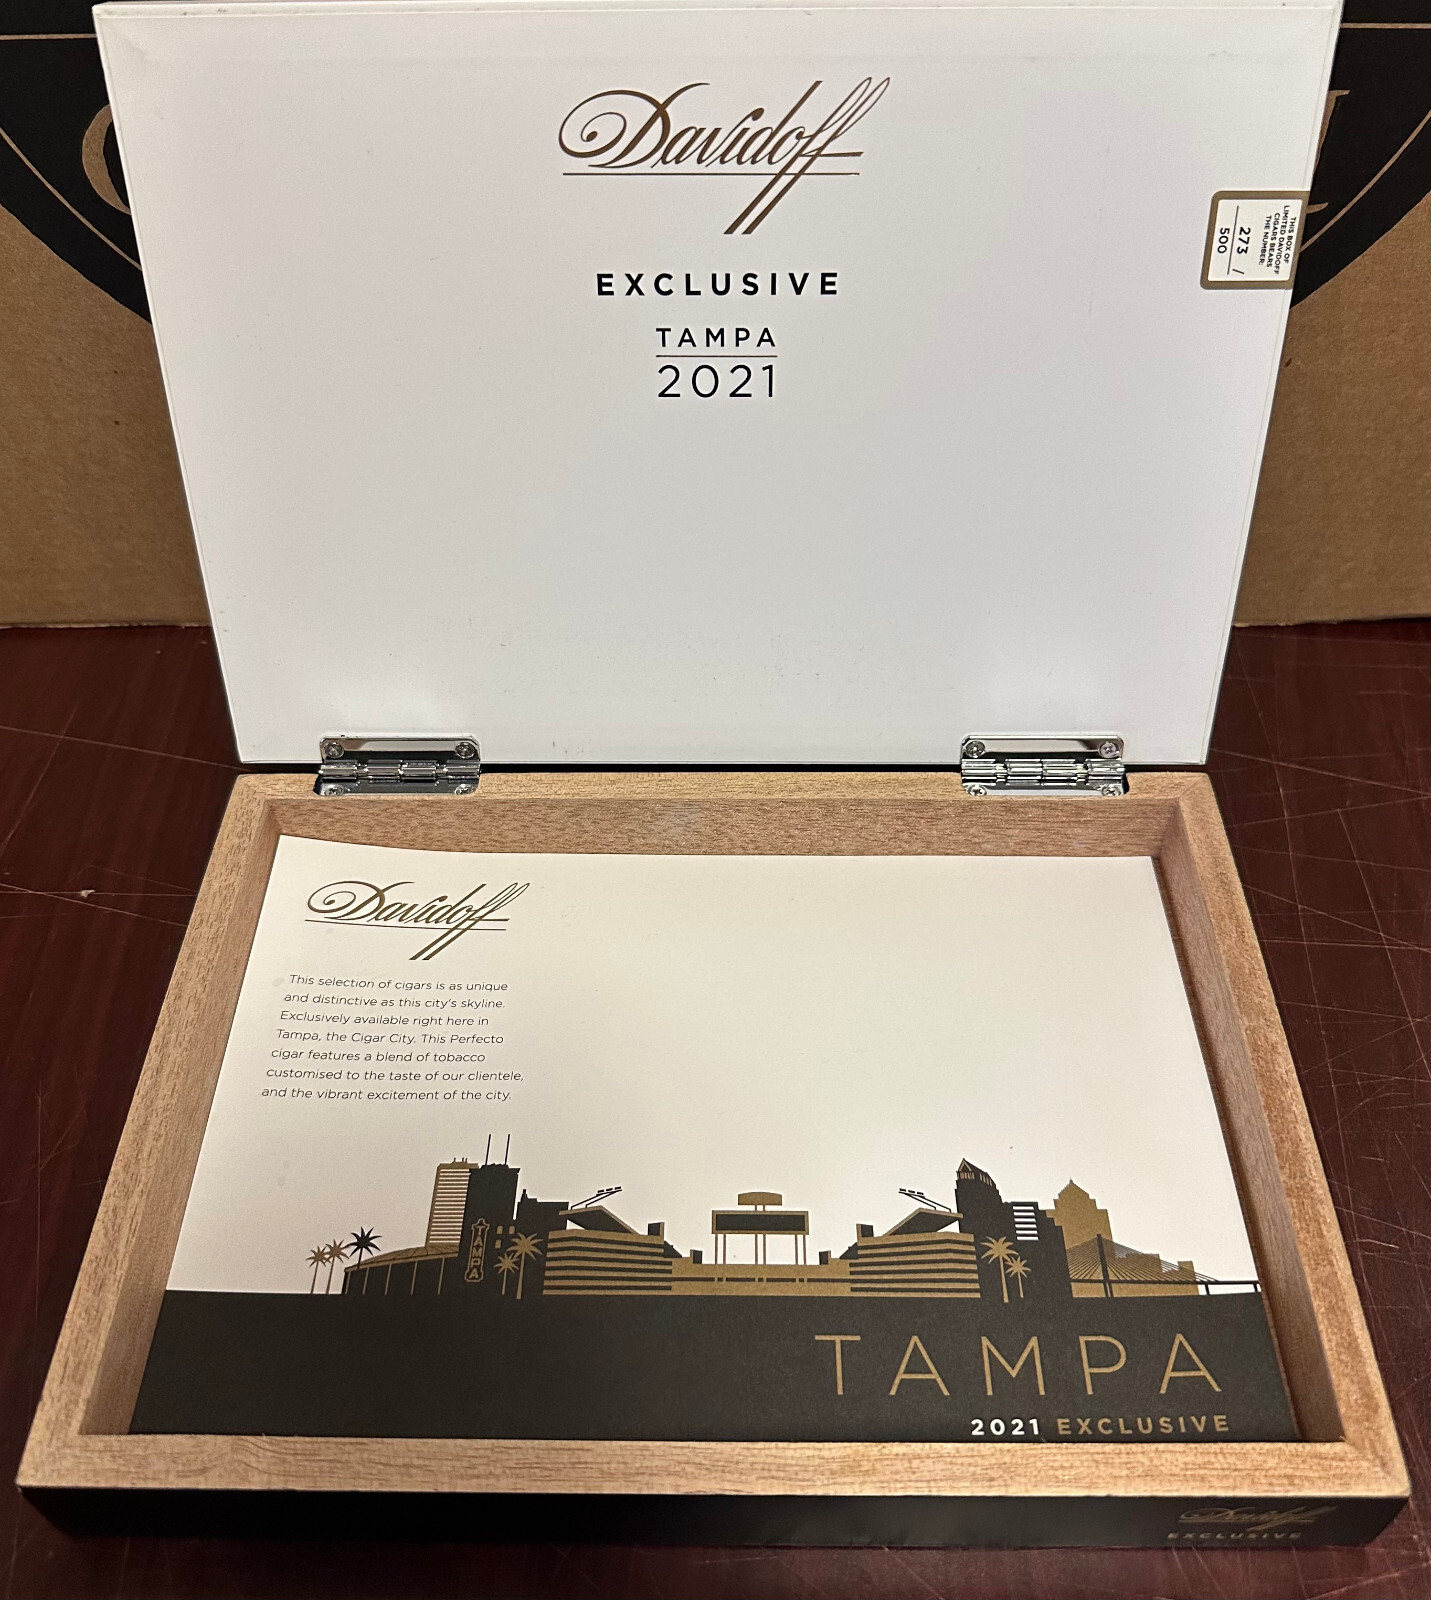 Davidoff
EXCLUSIVE
TAMPA
2021
THIS BOX OF
LIMITED DAVIDOFF
CIGARS BEARS
THE NUMBER:
273 /
500
Davidoff
This selection of cigars is as unique
and distinctive as this city's skyline.
Exclusively available right here in
Tampa, the Cigar City. This Perfecto
cigar features a blend of tobacco
customised to the taste of our clientele,
and the vibrant excitement of the city.
TAMPA
TAMPA
2021 EXCLUSIVE
Davidoff
EXCLUSIVE